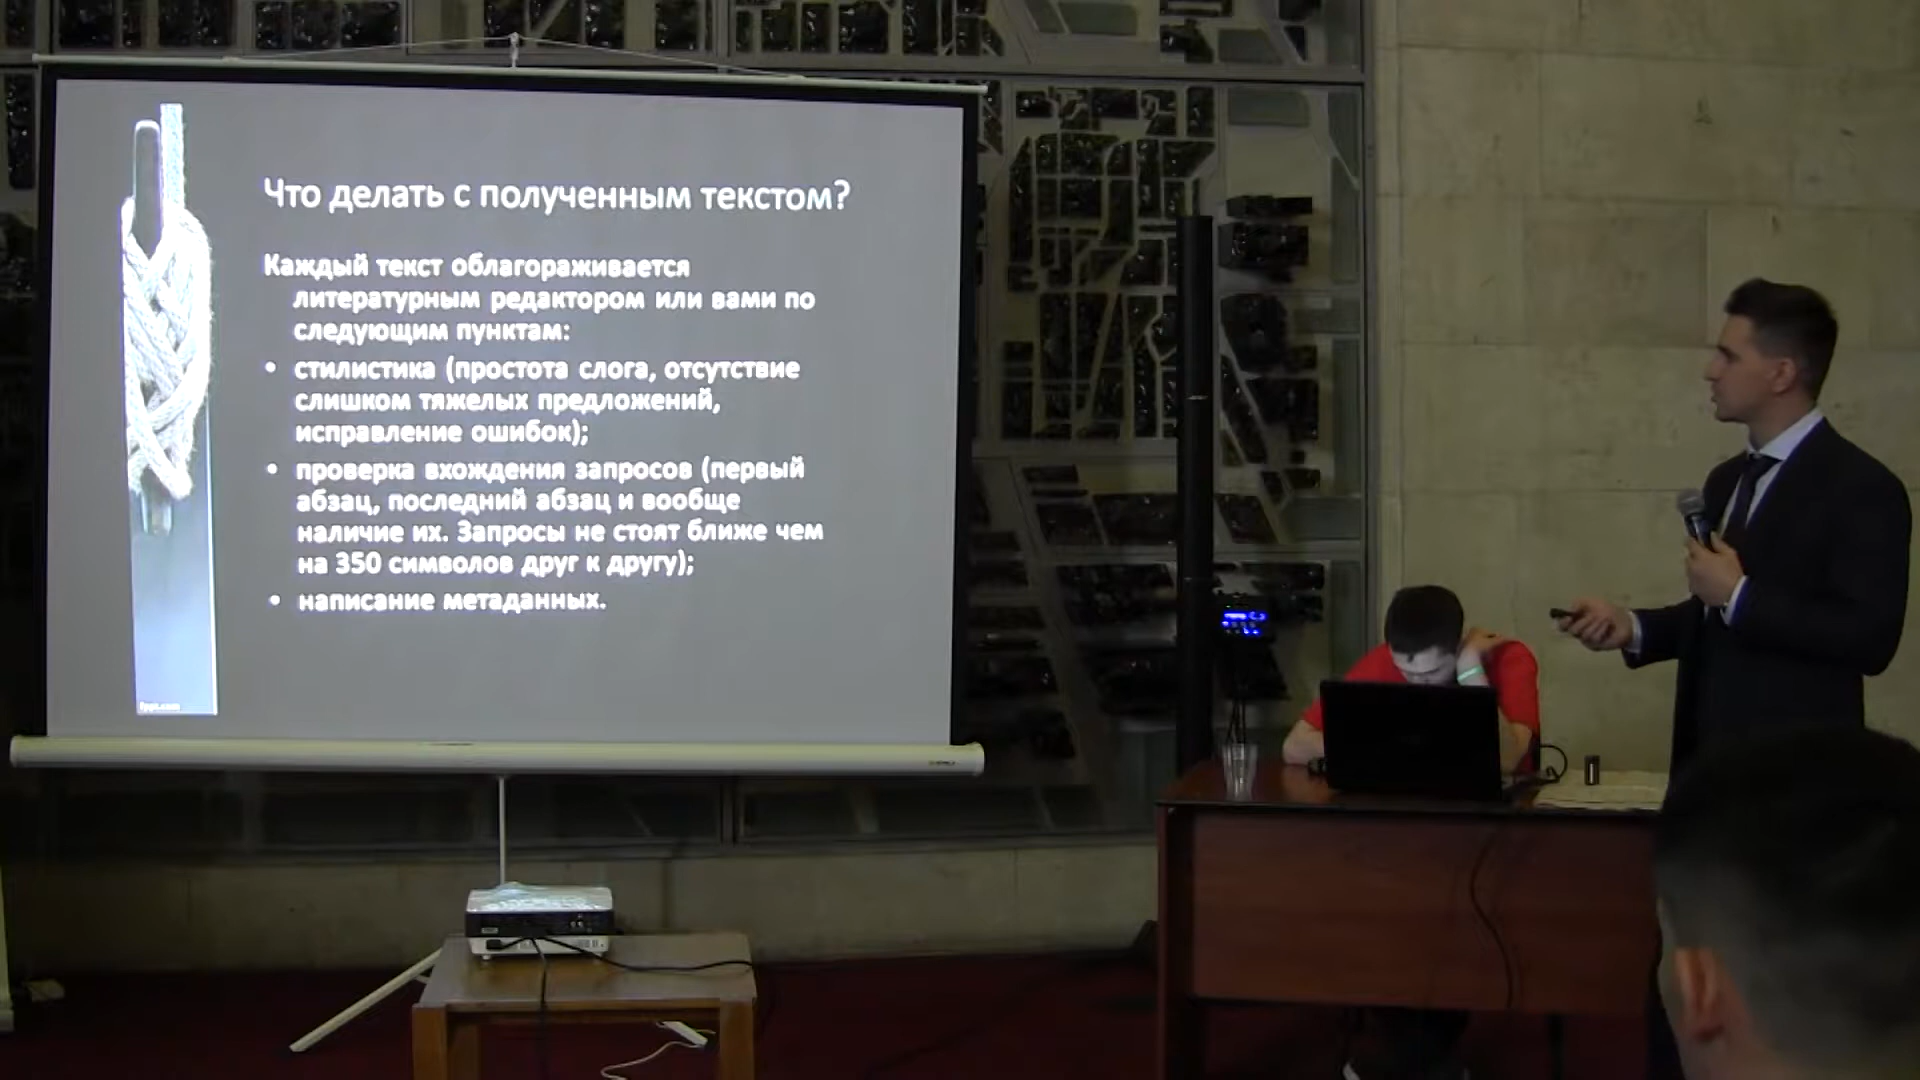 Что делать с полученным текстом?
Каждый текст облагораживается
литературным редактором или вами по
следующим пунктам:
• стилистика (простота слога, отсутствие
слишком тяжелых предложений,
исправление ошибок);
• проверка вхождения запросов (первый
абзац, последний абзац и вообще
наличие их. Запросы не стоят ближе чем
на 350 символов друг к другу);
• написание метаданных.